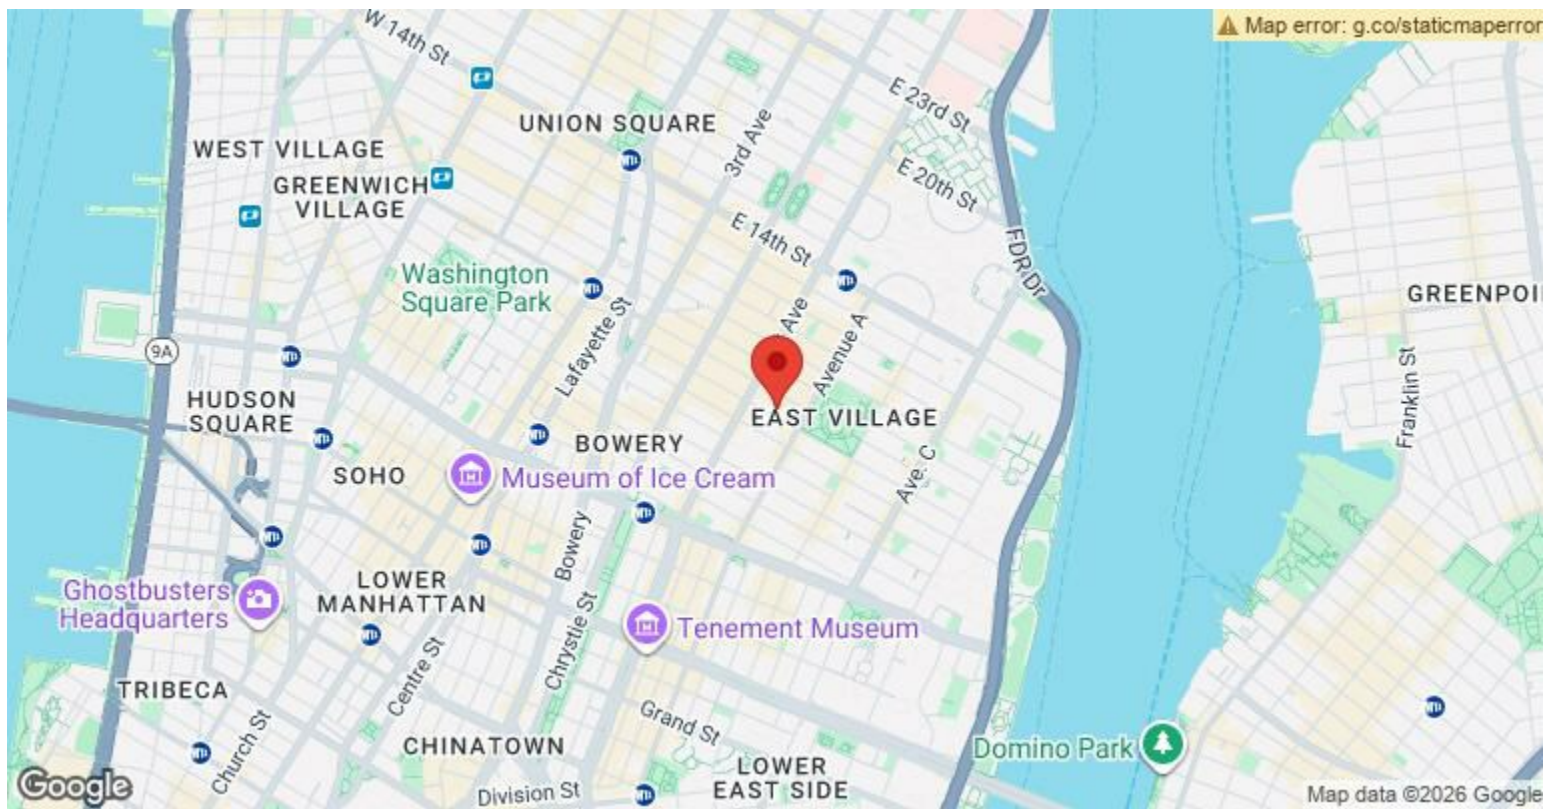 W 14th St
Map error: g.co/staticmaperror
E 23rd St
UNION SQUARE
3rd Ave
WEST VILLAGE
GREENWICH
VILLAGE
E 20th St
E 14th St
FDR Dr
Washington
Square Park
GREENPOI
Lafayette St
Ave
Avenue A
9A
Franklin St
HUDSON
SQUARE
EAST VILLAGE
BOWERY
SOHO
Museum of Ice Cream
Ave. C
Bowery
LOWER
MANHATTAN
Ghostbusters
Headquarters
Chrystie St
Tenement Museum
Centre St
TRIBECA
Church St
Grand St
CHINATOWN
Domino Park
LOWER
EAST SIDE
Division St
Google
Map data ©2026 Google